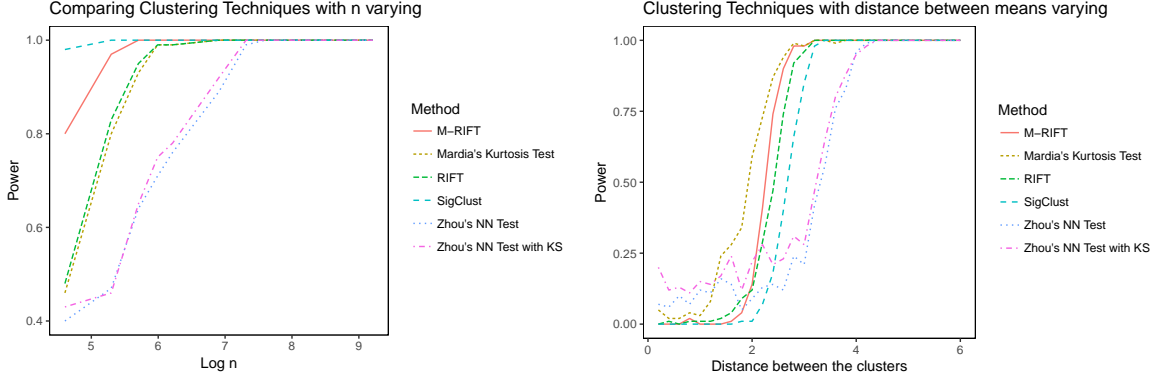 Comparing Clustering Techniques with n varying
1.0
0.8
0.6
0.4
Power
5
6
7
8
9
Log n
Method
M−RIFT
Mardia's Kurtosis Test
RIFT
SigClust
Zhou's NN Test
Zhou's NN Test with KS
Clustering Techniques with distance between means varying
1.00
0.75
0.50
0.25
0.00
Power
0
2
4
6
Distance between the clusters
Method
M−RIFT
Mardia's Kurtosis Test
RIFT
SigClust
Zhou's NN Test
Zhou's NN Test with KS